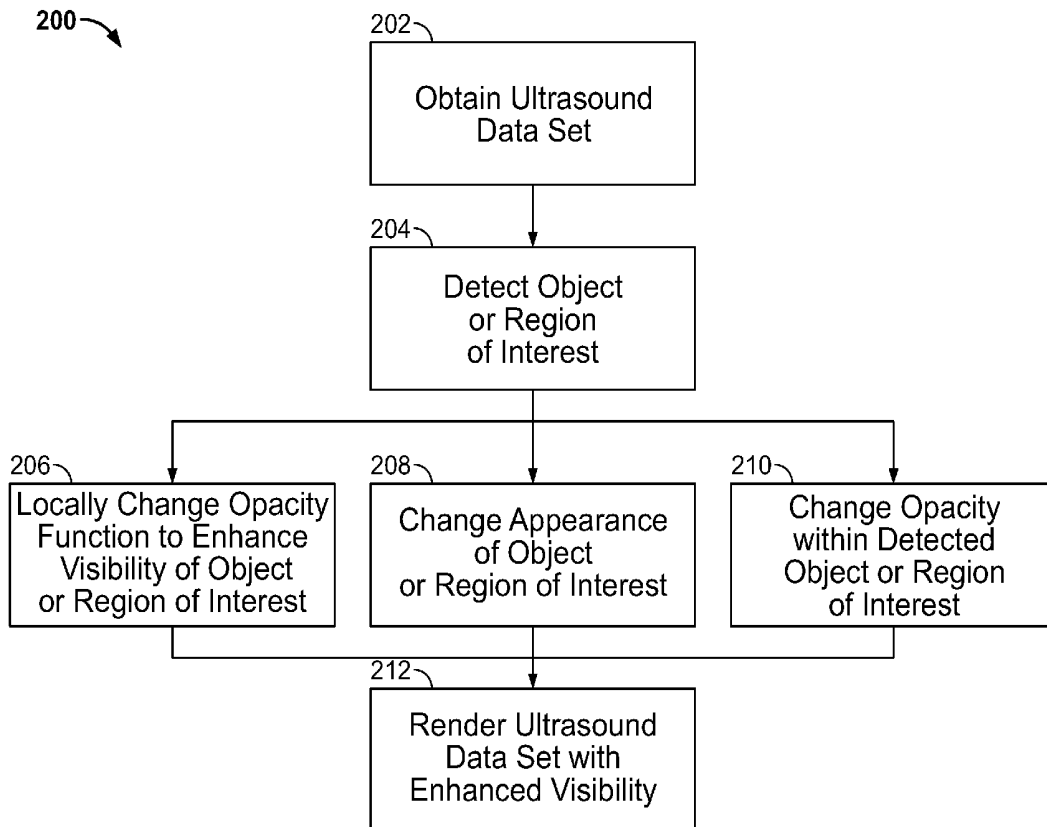 200
202
Obtain Ultrasound
Data Set
204
Detect Object
or Region
of Interest
206
Locally Change Opacity
Function to Enhance
Visibility of Object
or Region of Interest
208
Change Appearance
of Object
or Region of Interest
210
Change Opacity
within Detected
Object or Region
of Interest
212
Render Ultrasound
Data Set with
Enhanced Visibility